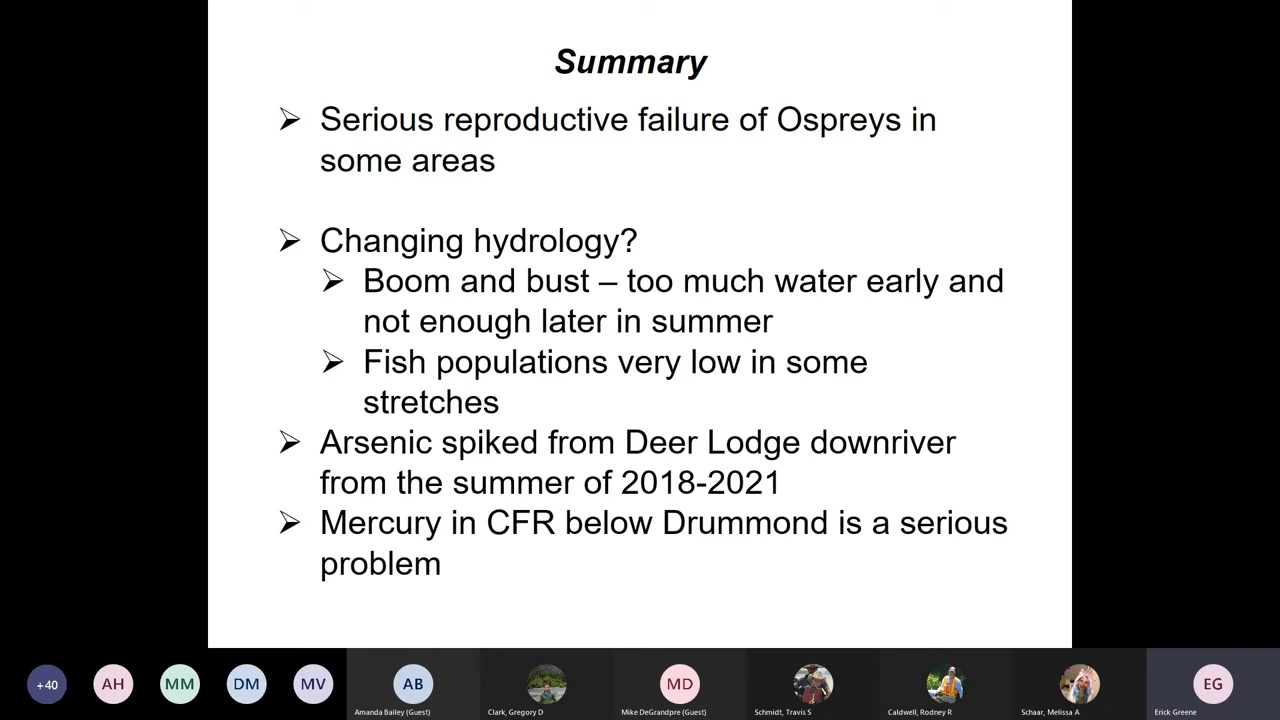 Summary
➢ Serious reproductive failure of Ospreys in
some areas
➢ Changing hydrology?
➢ Boom and bust – too much water early and
not enough later in summer
➢ Fish populations very low in some
stretches
➢ Arsenic spiked from Deer Lodge downriver
from the summer of 2018-2021
➢ Mercury in CFR below Drummond is a serious
problem
+40 AH MM DM MV AB MD EG
Amanda Bailey (Guest) Clark, Gregory D Mike DeGrandpre (Guest) Schmidt, Travis S Caldwell, Rodney R Schaar, Melissa A Erick Greene